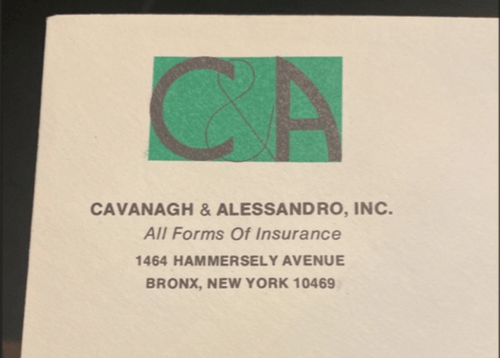 C&A
CAVANAGH & ALESSANDRO, INC.
All Forms Of Insurance
1464 HAMMERSELY AVENUE
BRONX, NEW YORK 10469